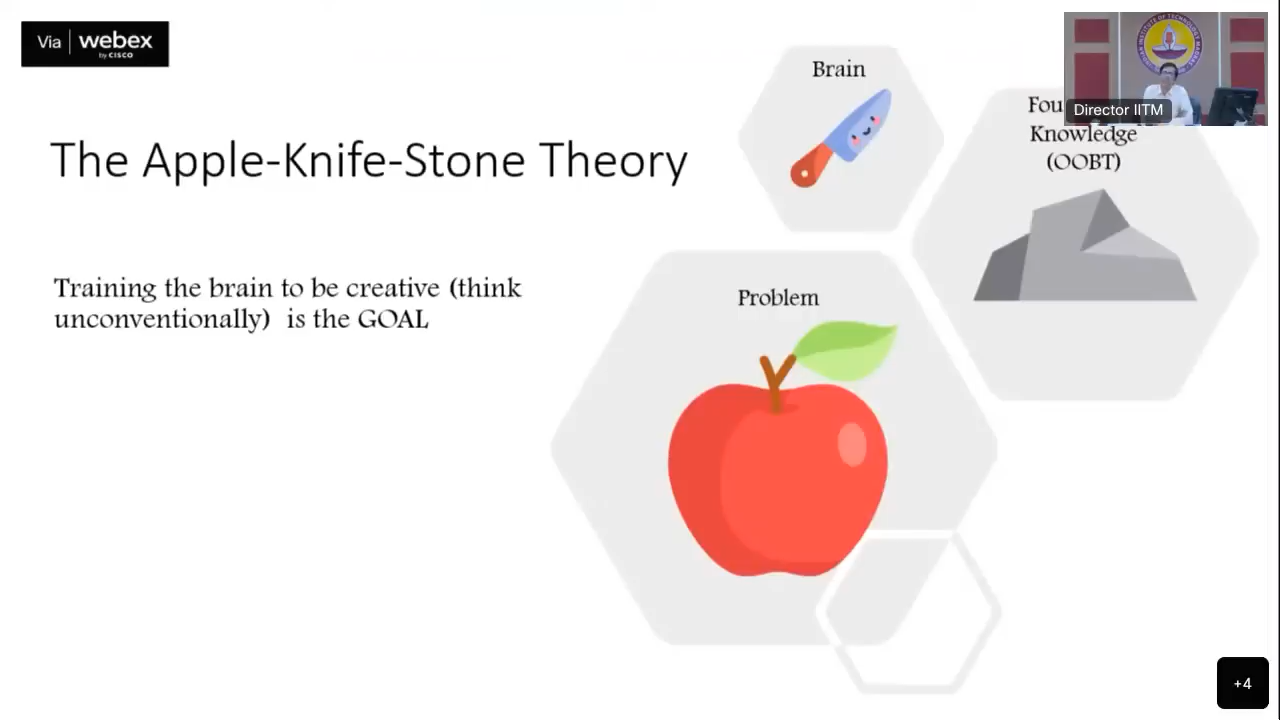 Via webex
by CISCO
Brain
Director IITM
Knowledge
(OOBT)
The Apple-Knife-Stone Theory
Training the brain to be creative (think
unconventionally) is the GOAL
Problem
+4